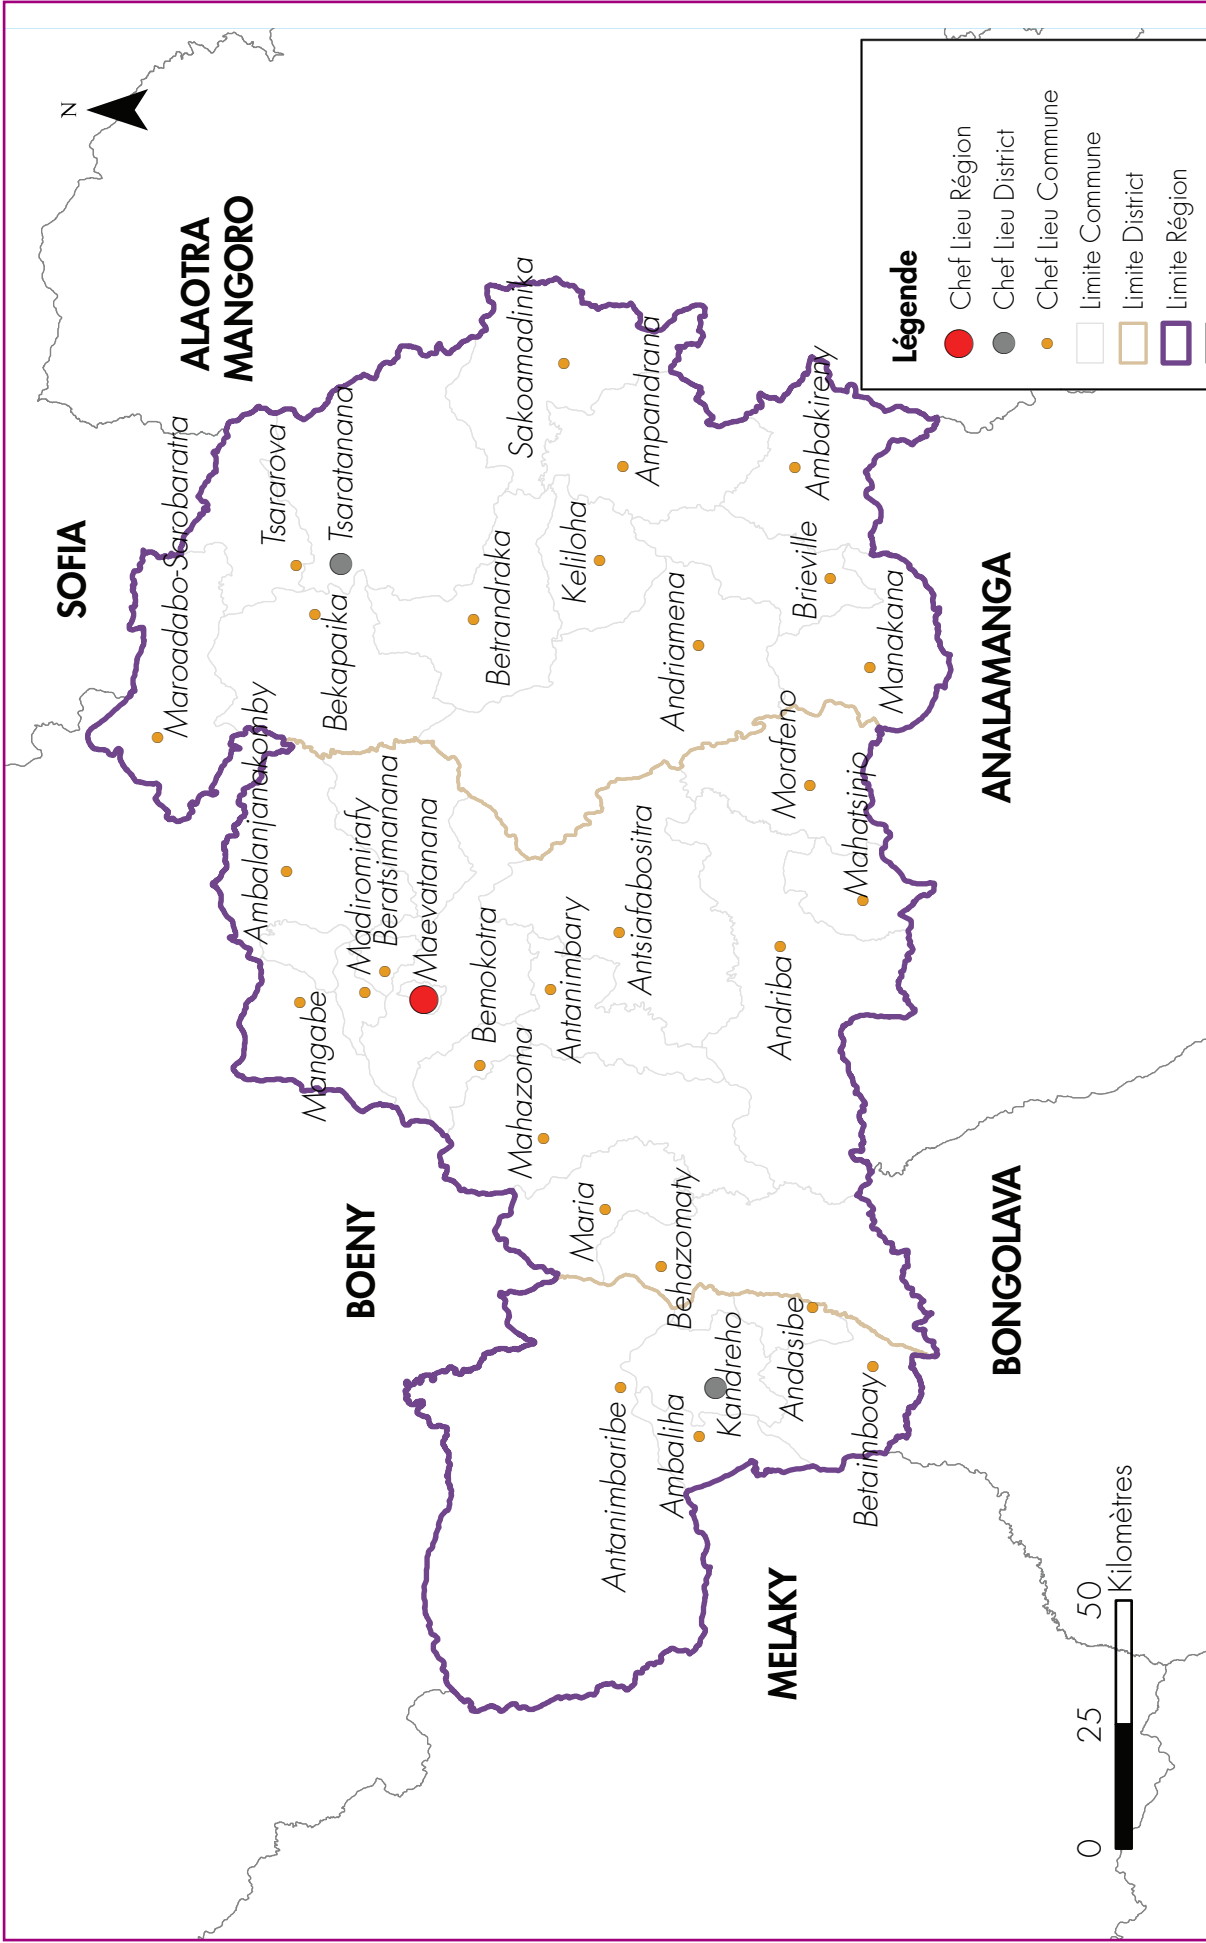 N
SOFIA
ALAOTRA
MANGORO
BOENY
MELAKY
BONGOLAVA
ANALAMANGA
Maroadabo-Sarobaratra
Tsararova
Tsaratanana
Bekapaika
Ambalanjanakomby
Betrandraka
Sakoamadinika
Keliloha
Ampandrana
Andriamena
Brieville
Ambakireny
Manakana
Morafeno
Mahatsinjo
Mangabe
Madiromirafy
Beratsimanana
Maevatanana
Bemokotra
Mahazoma
Antanimbary
Antsiafabositra
Andriba
Maria
Behazomaty
Antanimbaribe
Ambaliha
Kandreho
Andasibe
Betaimboay
0 25 50
Kilomètres
Légende
Chef Lieu Région
Chef Lieu District
Chef Lieu Commune
Limite Commune
Limite District
Limite Région